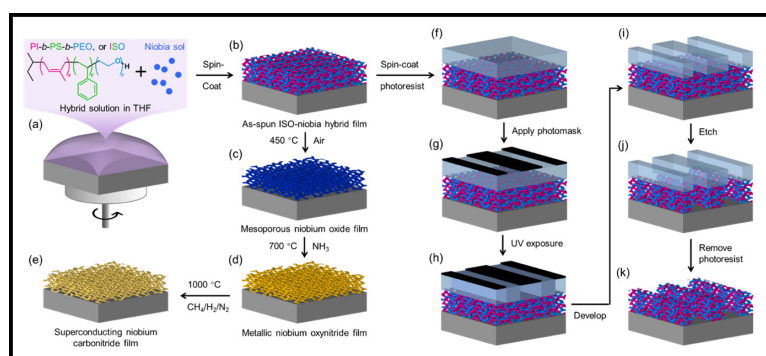 PI-b-PS-b-PEO, or ISO
Niobia sol
O
H
Hybrid solution in THF
(a)
Spin-
Coat
(b)
As-spun ISO-niobia hybrid film
450 °C
Air
(c)
Mesoporous niobium oxide film
700 °C
NH3
(d)
Metallic niobium oxynitride film
1000 °C
CH4/H2/N2
(e)
Superconducting niobium
carbonitride film
Spin-coat
photoresist
(f)
Apply photomask
(g)
UV exposure
(h)
Develop
(i)
Etch
(j)
Remove
photoresist
(k)